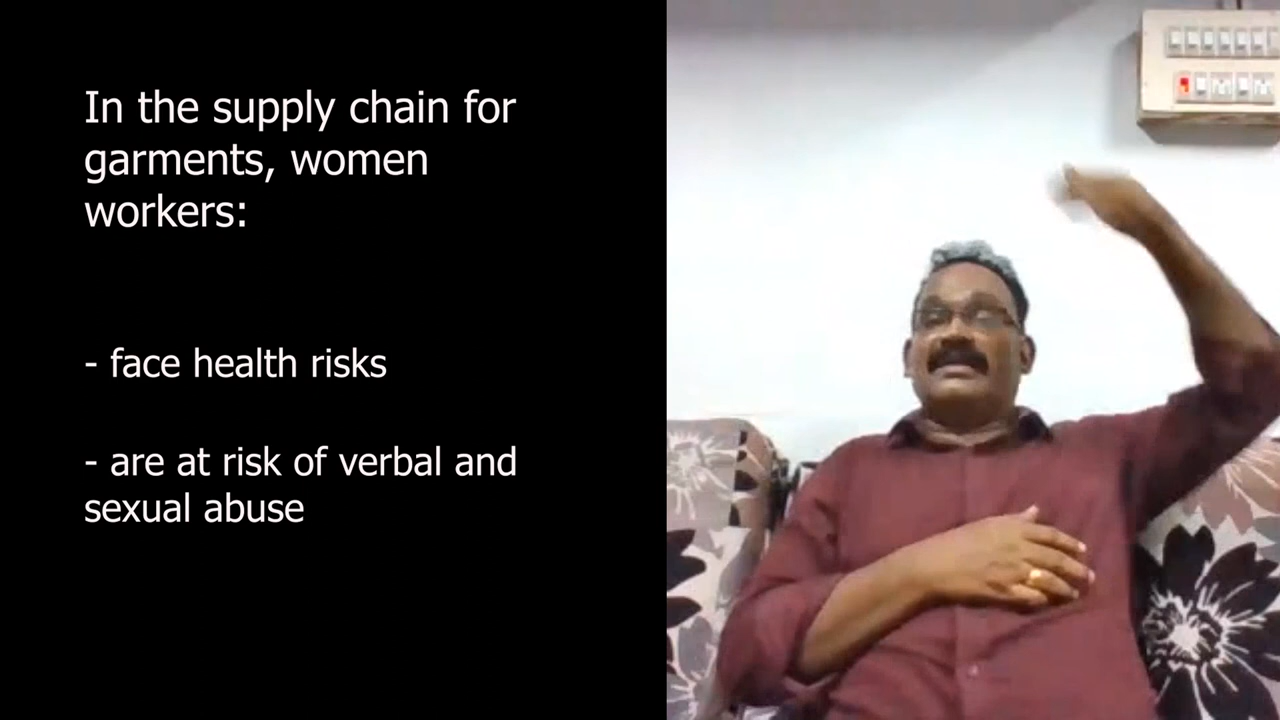 In the supply chain for
garments, women
workers:
- face health risks
- are at risk of verbal and
sexual abuse